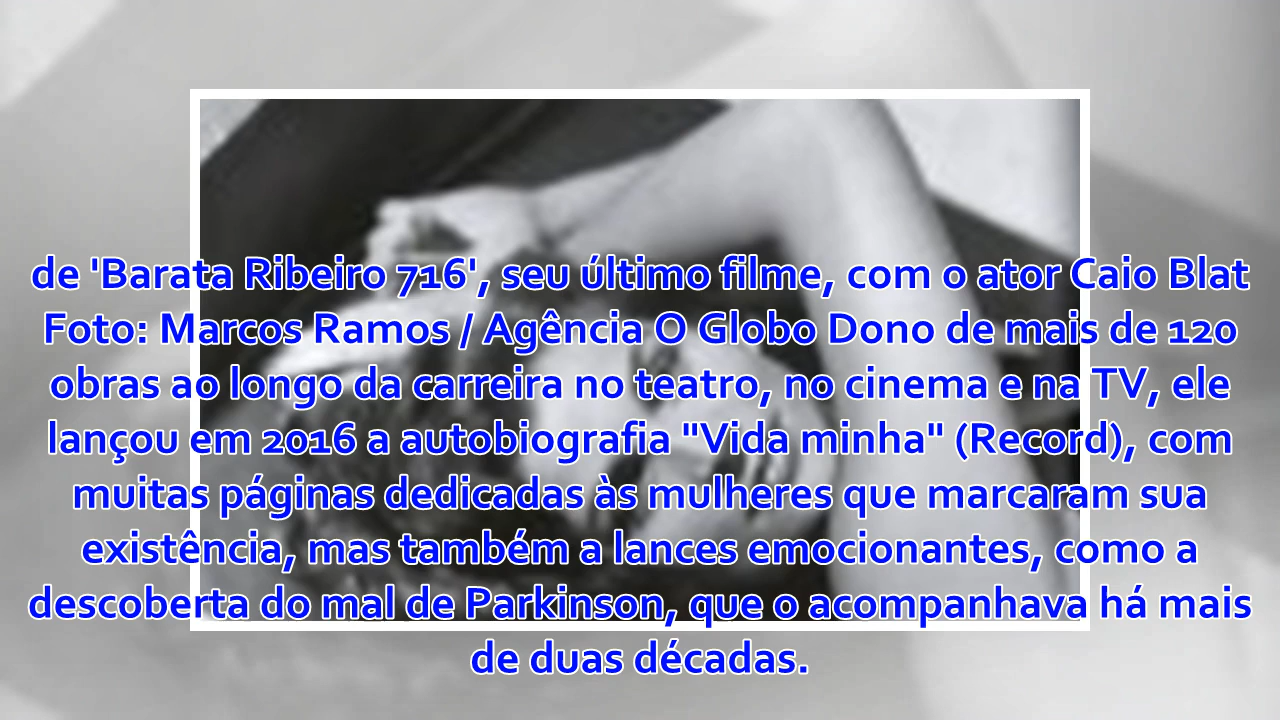 de 'Barata Ribeiro 716', seu último filme, com o ator Caio Blat
Foto: Marcos Ramos / Agência O Globo Dono de mais de 120
obras ao longo da carreira no teatro, no cinema e na TV, ele
lançou em 2016 a autobiografia "Vida minha" (Record), com
muitas páginas dedicadas às mulheres que marcaram sua
existência, mas também a lances emocionantes, como a
descoberta do mal de Parkinson, que o acompanhava há mais
de duas décadas.